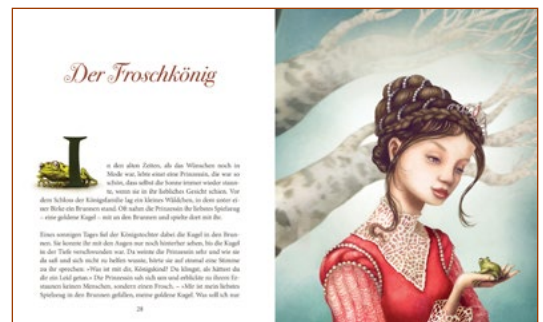 Der Froschkönig
In den alten Zeiten, als das Wünschen noch in
Mode war, lebte einst eine Prinzessin, die war so
schön, dass selbst die Sonne immer wieder staun-
te, wenn sie in ihr liebliches Gesicht schien. Vor
dem Schloss der Königsfamilie lag ein kleines Wäldchen, in dem unter ei-
ner Birke ein Brunnen stand. Oft nahm die Prinzessin ihr liebstes Spielzeug
– eine goldene Kugel – mit an den Brunnen und spielte dort mit ihr.
Eines sonnigen Tages fiel der Königstochter dabei die Kugel in den Brun-
nen. Sie konnte ihr mit den Augen nur noch hinterher sehen, bis die Kugel
in der Tiefe verschwunden war. Da weinte die Prinzessin sehr und wie sie
da saß und sich nicht zu helfen wusste, hörte sie auf einmal eine Stimme
zu ihr sprechen: »Was ist mit dir, Königskind? Du klingst, als hättest du
dir ein Leid getan.« Die Prinzessin sah sich um und erblickte zu ihrem Er-
staunen keinen Menschen, sondern einen Frosch. – »Mir ist mein liebstes
Spielzeug in den Brunnen gefallen, meine goldene Kugel. Was soll ich nur
28